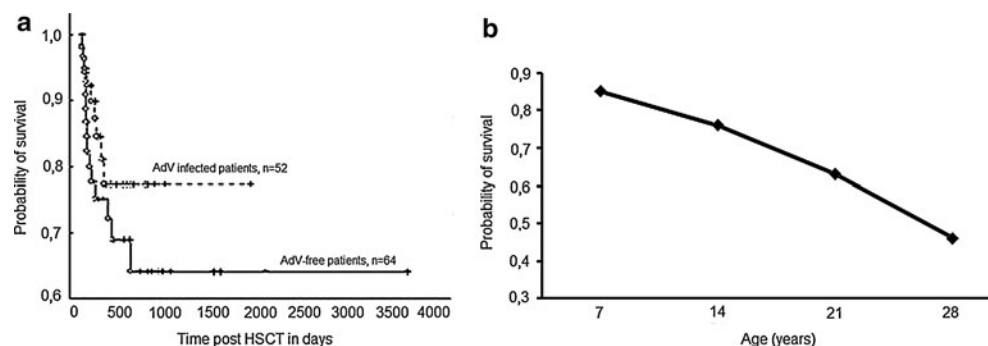 a
Probability of survival
1,0
0,9
0,8
0,7
0,6
AdV infected patients, n=52
AdV-free patients, n=64
0 500 1000 1500 2000 2500 3000 3500 4000
Time post HSCT in days
b
Probability of survival
0,9
0,8
0,7
0,6
0,5
0,4
0,3
7 14 21 28
Age (years)